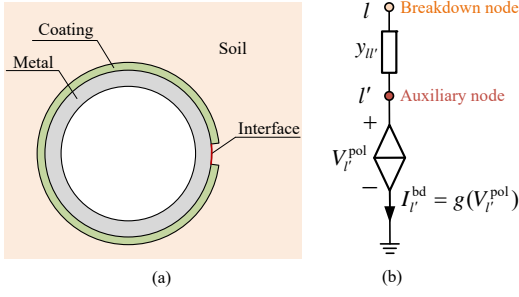 Coating
Soil
Metal
Interface
(a)
l
Breakdown node
y_{ll'}
l'
Auxiliary node
+
V_{l'}^{pol}
−
I_{l'}^{bd} = g(V_{l'}^{pol})
(b)